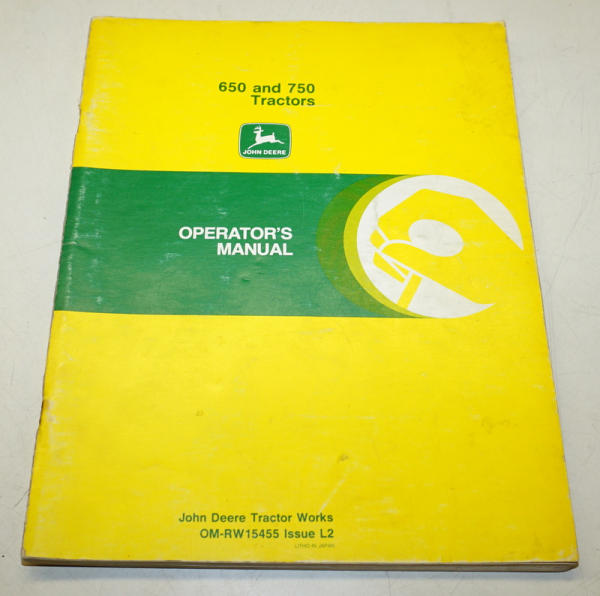 650 and 750
Tractors
JOHN DEERE
OPERATOR'S
MANUAL
John Deere Tractor Works
OM-RW15455 Issue L2
LITHO IN JAPAN